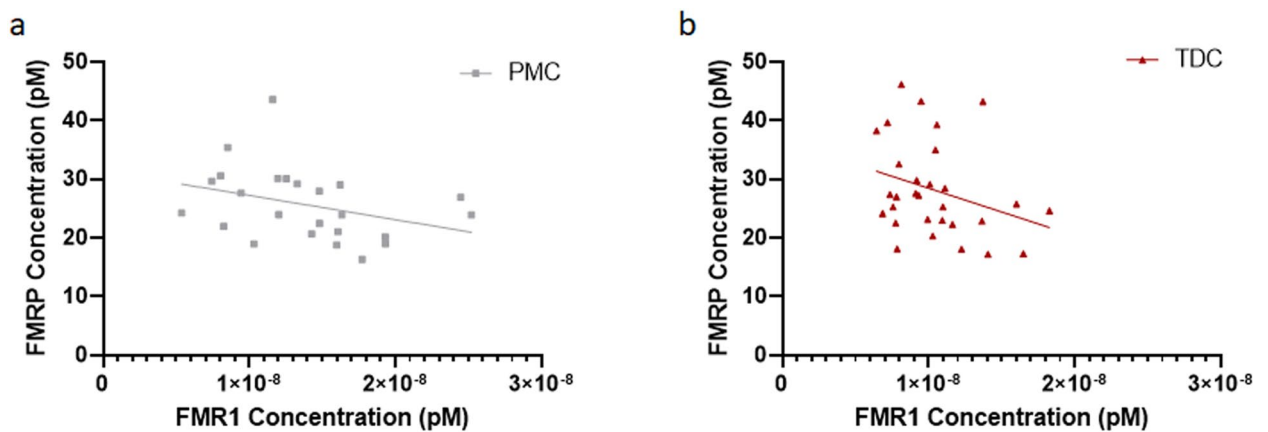 a
b
PMC
TDC
FMRP Concentration (pM)
50
40
30
20
10
0
0
1×10⁻⁸
2×10⁻⁸
3×10⁻⁸
FMR1 Concentration (pM)
FMRP Concentration (pM)
50
40
30
20
10
0
0
1×10⁻⁸
2×10⁻⁸
3×10⁻⁸
FMR1 Concentration (pM)